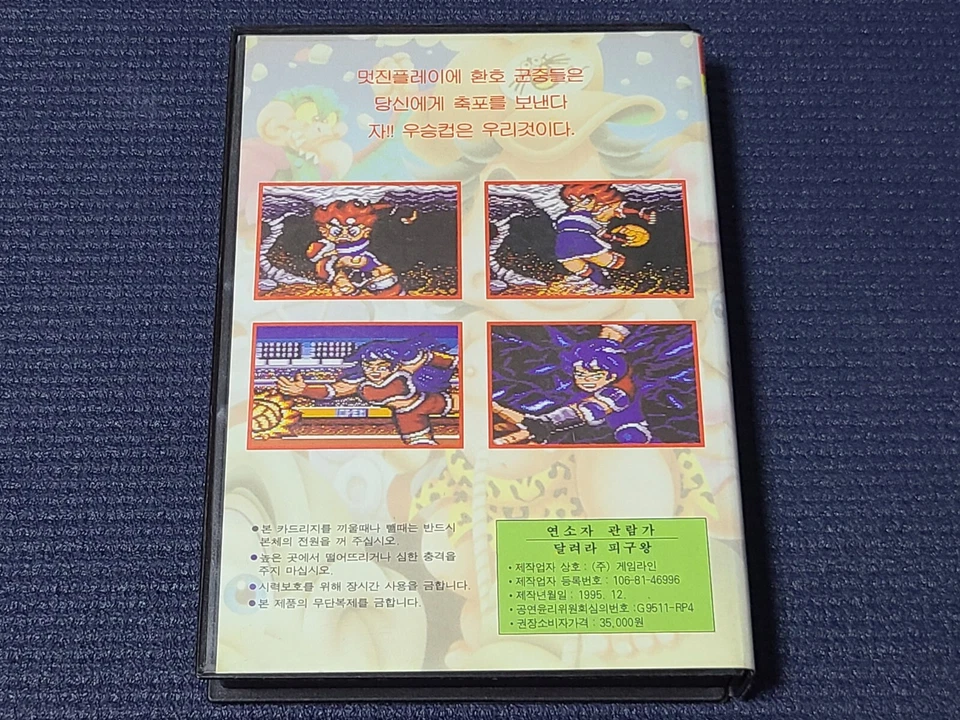 멋진플레이에 환호 군중들은
당신에게 축포를 보낸다
자!! 우승컵은 우리것이다.
●본 카드리지를 끼울때나 뺄때는 반드시
본체의 전원을 꺼 주십시오.
●높은 곳에서 떨어뜨리거나 심한 충격을
주지 마십시오.
●시력보호를 위해 장시간 사용을 금합니다.
●본 제품의 무단복제를 금합니다.
연소자 관람가
달려라 피구왕
• 제작업자 상호 : (주) 게임라인
• 제작업자 등록번호 : 106-81-46996
• 제작년월일 : 1995. 12.
• 공연윤리위원회심의번호 : G9511-RP4
• 권장소비자가격 : 35,000원